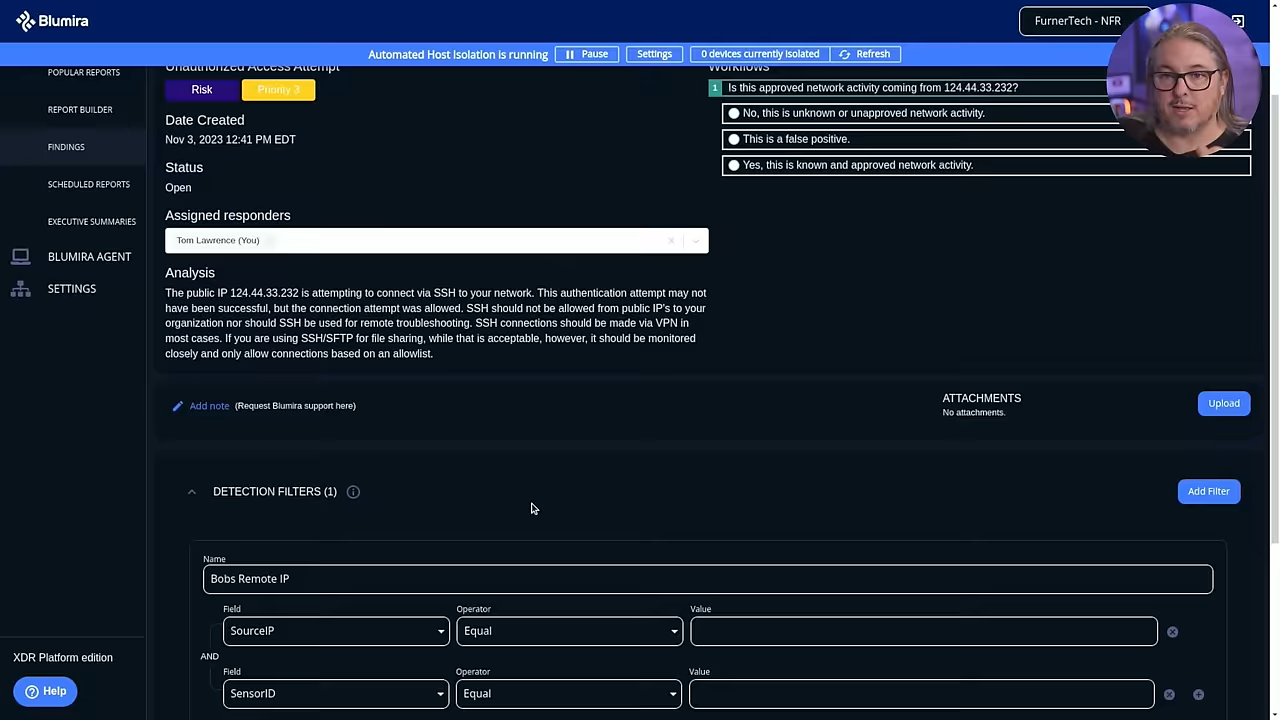 Blumira
FurnerTech - NFR
Automated Host Isolation is running
Pause
Settings
0 devices currently isolated
Refresh
POPULAR REPORTS
REPORT BUILDER
FINDINGS
SCHEDULED REPORTS
EXECUTIVE SUMMARIES
BLUMIRA AGENT
SETTINGS
XDR Platform edition
Help
Access Attempt
Risk
Priority 3
Date Created
Nov 3, 2023 12:41 PM EDT
Status
Open
Assigned responders
Tom Lawrence (You)
Analysis
The public IP 124.44.33.232 is attempting to connect via SSH to your network. This authentication attempt may not
have been successful, but the connection attempt was allowed. SSH should not be allowed from public IP's to your
organization nor should SSH be used for remote troubleshooting. SSH connections should be made via VPN in
most cases. If you are using SSH/SFTP for file sharing, while that is acceptable, however, it should be monitored
closely and only allow connections based on an allowlist.
Workflows
1 Is this approved network activity coming from 124.44.33.232?
No, this is unknown or unapproved network activity.
This is a false positive.
Yes, this is known and approved network activity.
Add note (Request Blumira support here)
ATTACHMENTS
No attachments.
Upload
DETECTION FILTERS (1)
Add Filter
Name
Bobs Remote IP
Field Operator Value
SourceIP Equal
AND
Field Operator Value
SensorID Equal